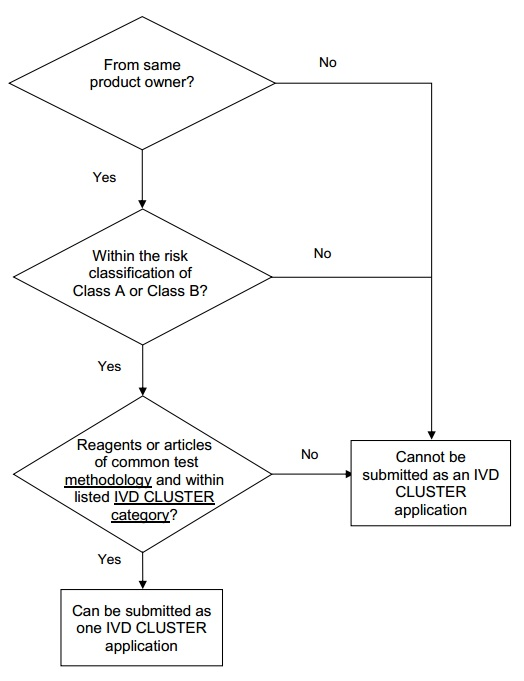 From same
product owner?
No
Yes
Within the risk
classification of
Class A or Class B?
No
Yes
Reagents or articles
of common test
methodology and within
listed IVD CLUSTER
category?
No
Cannot be
submitted as an IVD
CLUSTER
application
Yes
Can be submitted as
one IVD CLUSTER
application